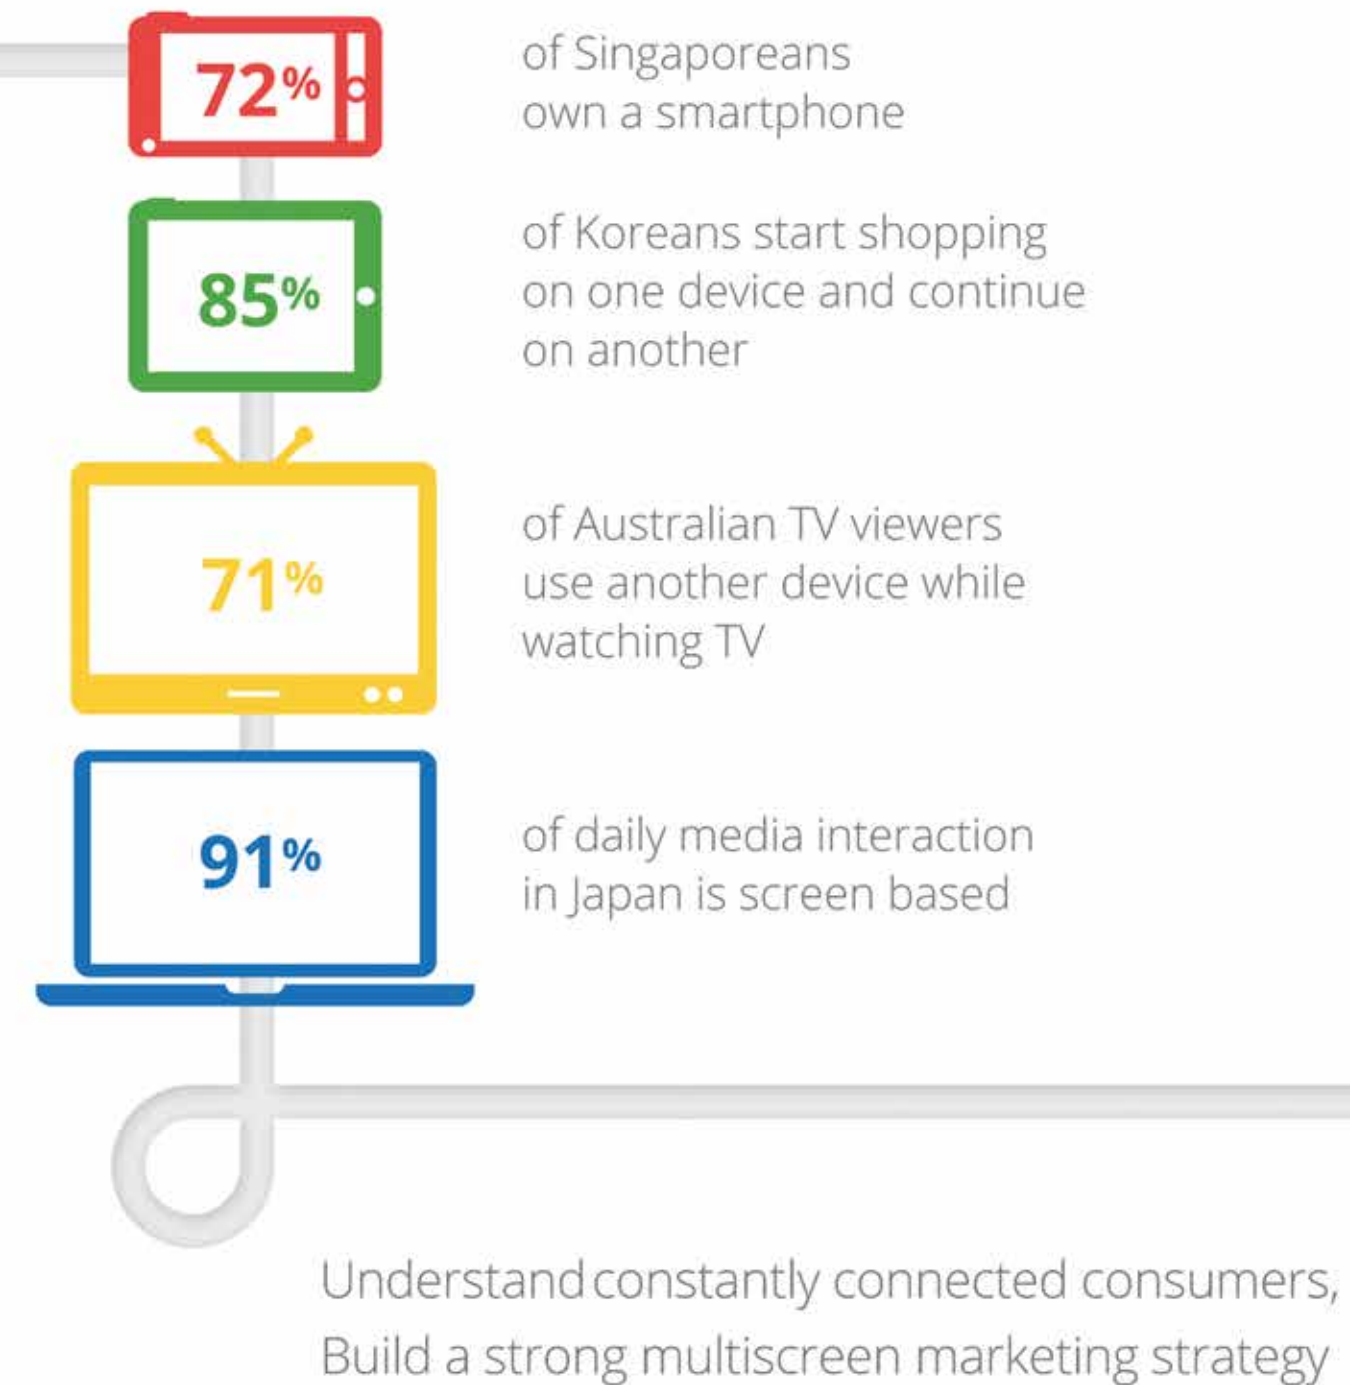 72%
of Singaporeans
own a smartphone
85%
of Koreans start shopping
on one device and continue
on another
71%
of Australian TV viewers
use another device while
watching TV
91%
of daily media interaction
in Japan is screen based
Understand constantly connected consumers,
Build a strong multiscreen marketing strategy